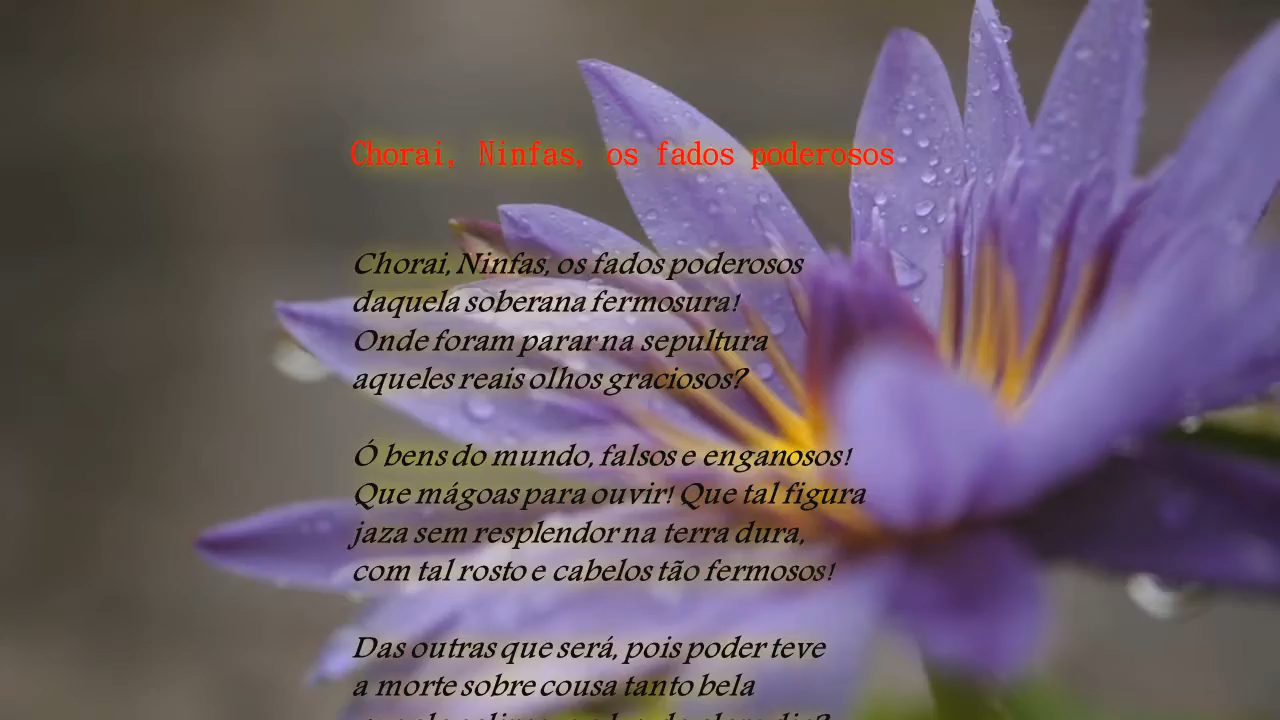 Chorai, Ninfas, os fados poderosos
Chorai, Ninfas, os fados poderosos
daquela soberana fermosura!
Onde foram parar na sepultura
aqueles reais olhos graciosos?
Ó bens do mundo, falsos e enganosos!
Que mágoas para ouvir! Que tal figura
jaza sem resplendor na terra dura,
com tal rosto e cabelos tão fermosos!
Das outras que será, pois poder teve
a morte sobre cousa tanto bela